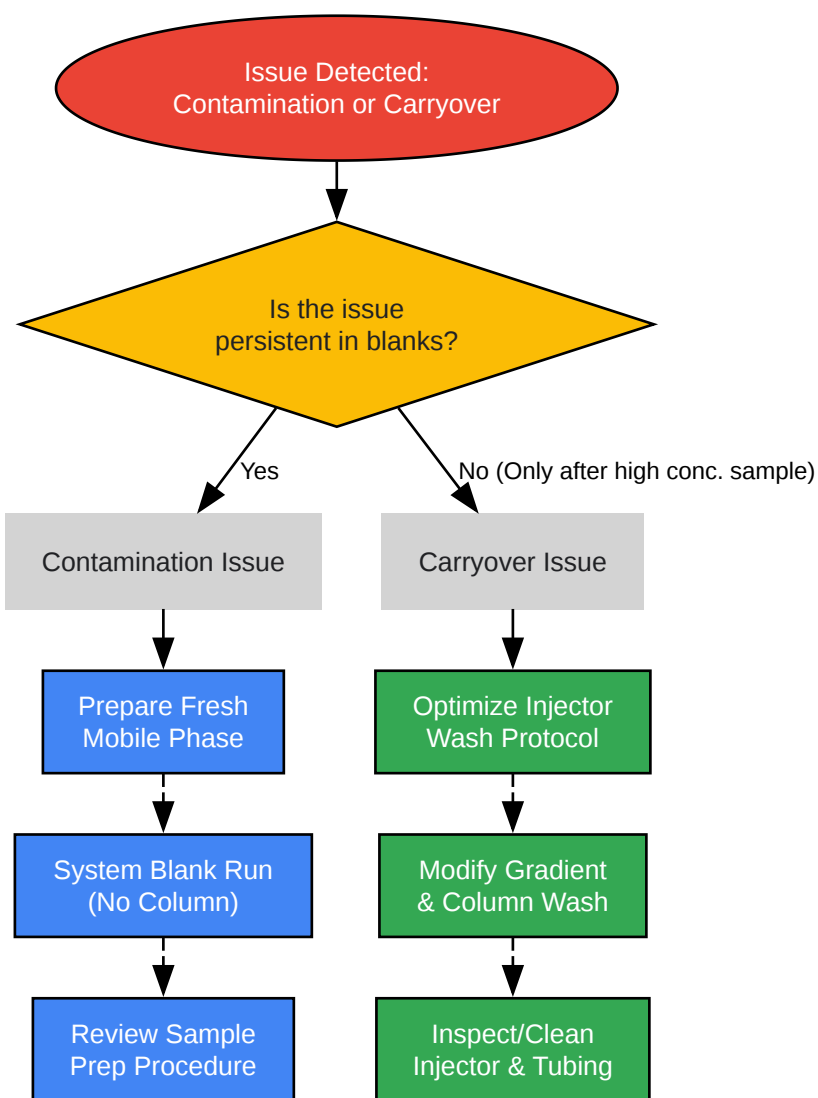 Issue Detected:
Contamination or Carryover
Is the issue
persistent in blanks?
Yes
No (Only after high conc. sample)
Contamination Issue
Carryover Issue
Prepare Fresh
Mobile Phase
Optimize Injector
Wash Protocol
System Blank Run
(No Column)
Modify Gradient
& Column Wash
Review Sample
Prep Procedure
Inspect/Clean
Injector & Tubing